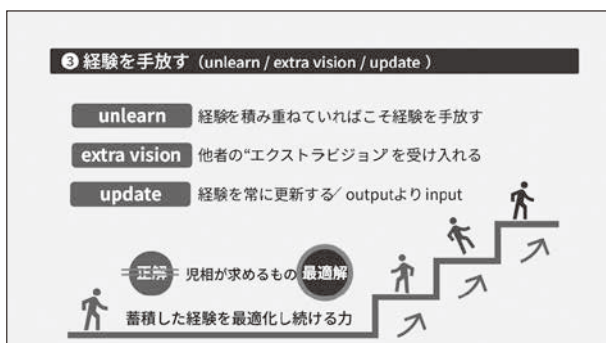 ❸ 経験を手放す（unlearn / extra vision / update ）
unlearn 経験を積み重ねていればこそ経験を手放す
extra vision 他者の“エクストラビジョン”を受け入れる
update 経験を常に更新する／ outputより input
正解 児相が求めるもの 最適解
蓄積した経験を最適化し続ける力